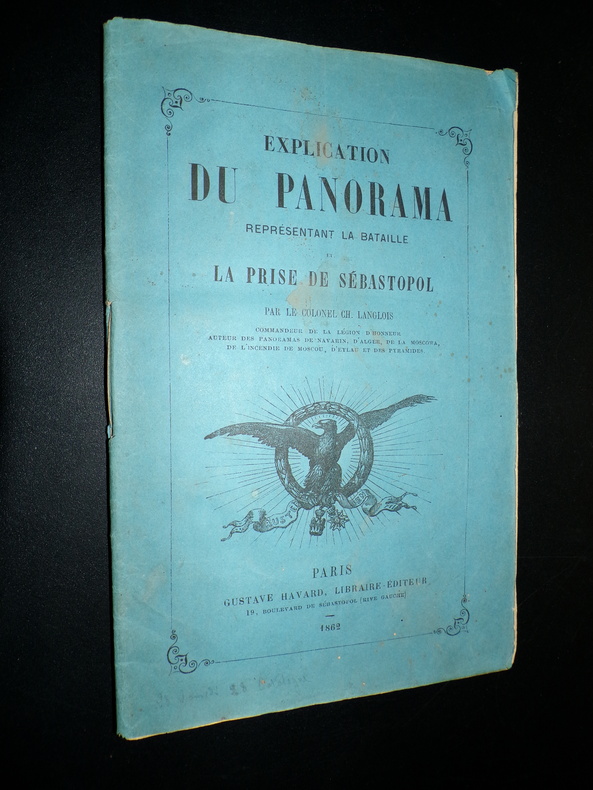 EXPLICATION
DU PANORAMA
REPRÉSENTANT LA BATAILLE
ET
LA PRISE DE SÉBASTOPOL
PAR LE COLONEL CH. LANGLOIS
COMMANDEUR DE LA LÉGION D'HONNEUR
AUTEUR DES PANORAMAS DE NAVARIN, D'ALGER, DE LA MOSCOWA,
DE L'INCENDIE DE MOSCOU, D'EYLAU ET DES PYRAMIDES.
PARIS
GUSTAVE HAVARD, LIBRAIRE-ÉDITEUR
19, BOULEVARD DE SÉBASTOPOL (RIVE GAUCHE)
1862